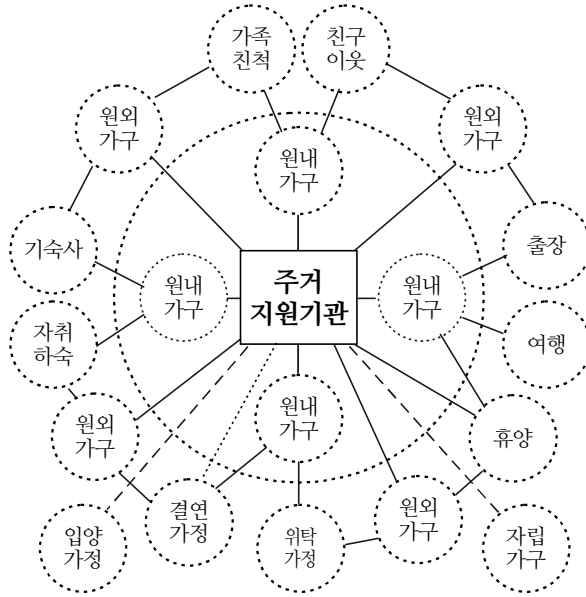 가족
친척
친구
이웃
원외
가구
원외
가구
원내
가구
기숙사
출장
원내
가구
주거
지원기관
원내
가구
자취
하숙
여행
원내
가구
원외
가구
휴양
결연
가정
원외
가구
입양
가정
위탁
가정
자립
가구